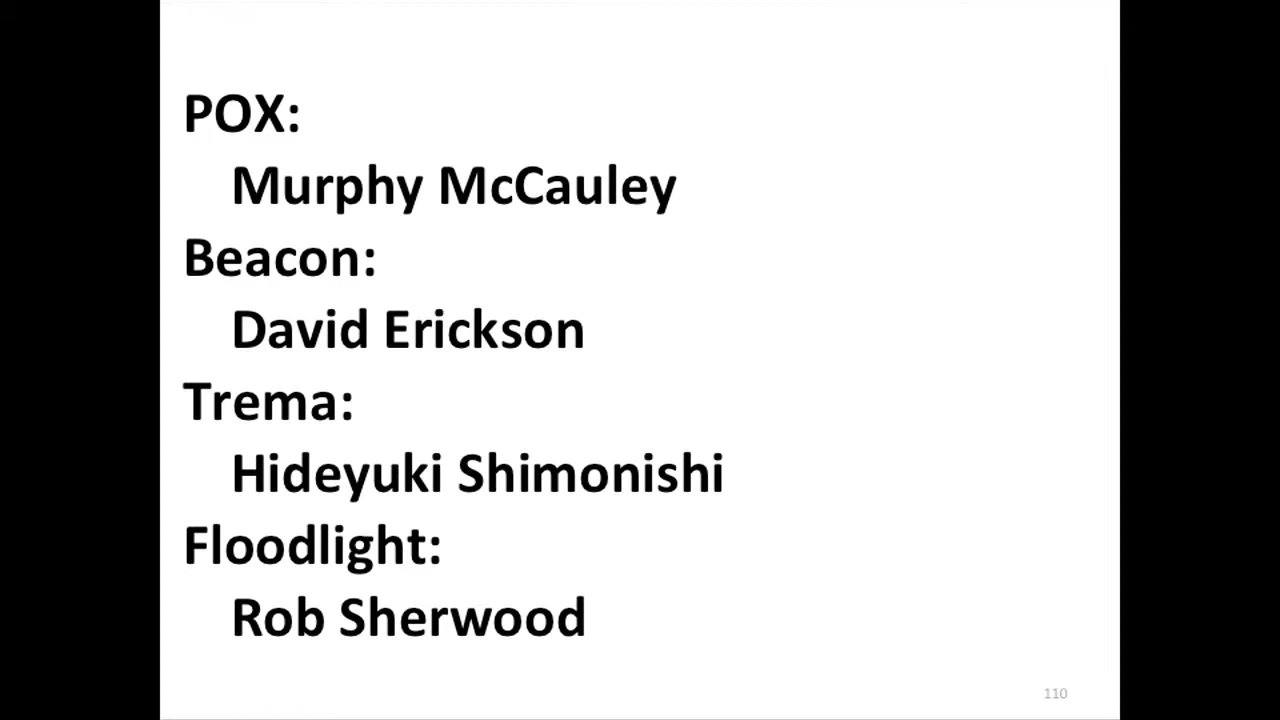 POX:
Murphy McCauley
Beacon:
David Erickson
Trema:
Hideyuki Shimonishi
Floodlight:
Rob Sherwood
110